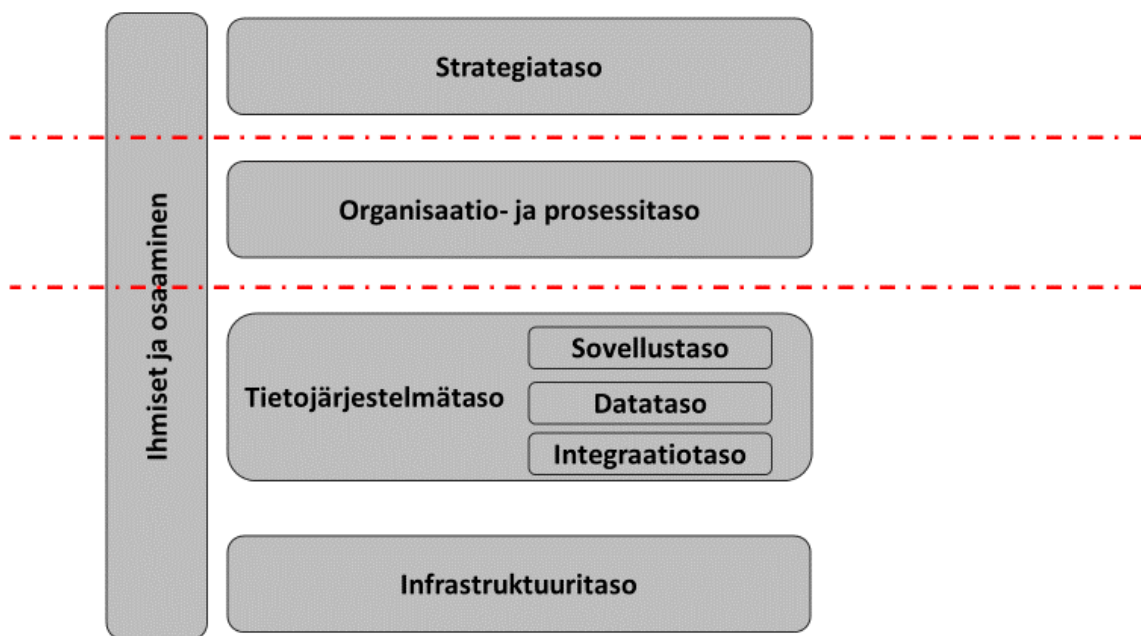 Ihmiset ja osaaminen
Strategiataso
Organisaatio- ja prosessitaso
Tietojärjestelmätaso
Sovellustaso
Datataso
Integraatiotaso
Infrastruktuuritaso